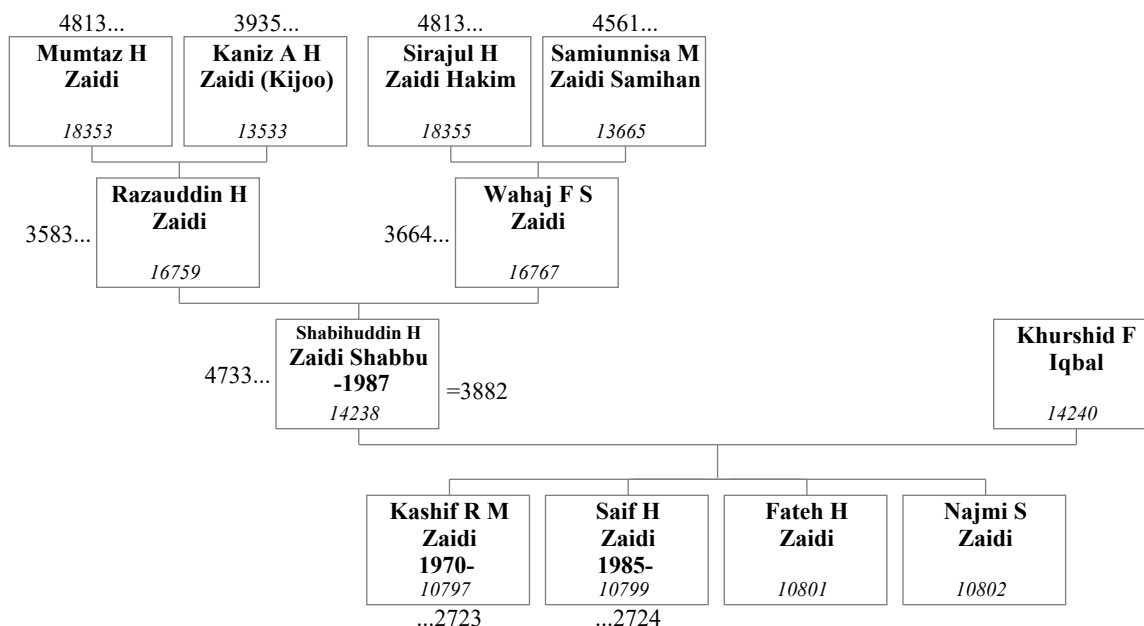 4813...
3935...
4813...
4561...
Mumtaz H
Zaidi
18353
Kaniz A H
Zaidi (Kijoo)
13533
Sirajul H
Zaidi Hakim
18355
Samiunnisa M
Zaidi Samihan
13665
3583...
Razauddin H
Zaidi
16759
3664...
Wahaj F S
Zaidi
16767
4733...
Shabihuddin H
Zaidi Shabbu
-1987
14238
=3882
Khurshid F
Iqbal
14240
Kashif R M
Zaidi
1970-
10797
Saif H
Zaidi
1985-
10799
Fateh H
Zaidi
10801
Najmi S
Zaidi
10802
...2723
...2724